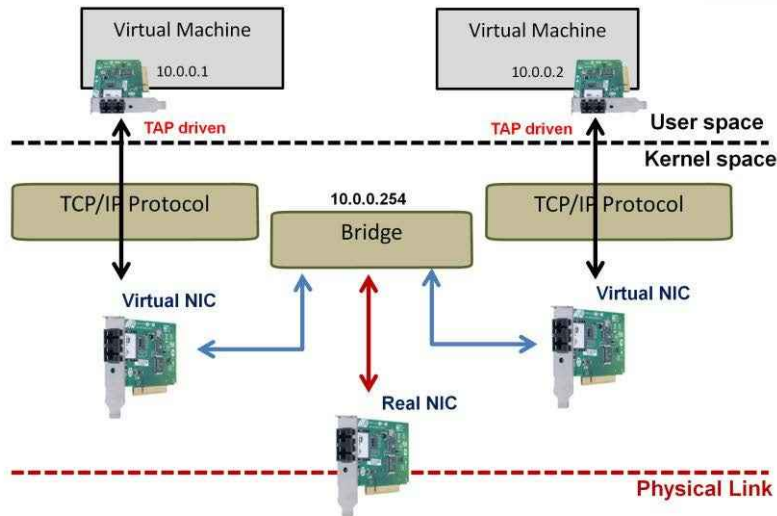 Virtual Machine
Virtual Machine
10.0.0.1
10.0.0.2
TAP driven
TAP driven
User space
Kernel space
TCP/IP Protocol
10.0.0.254
TCP/IP Protocol
Bridge
Virtual NIC
Virtual NIC
Real NIC
Physical Link